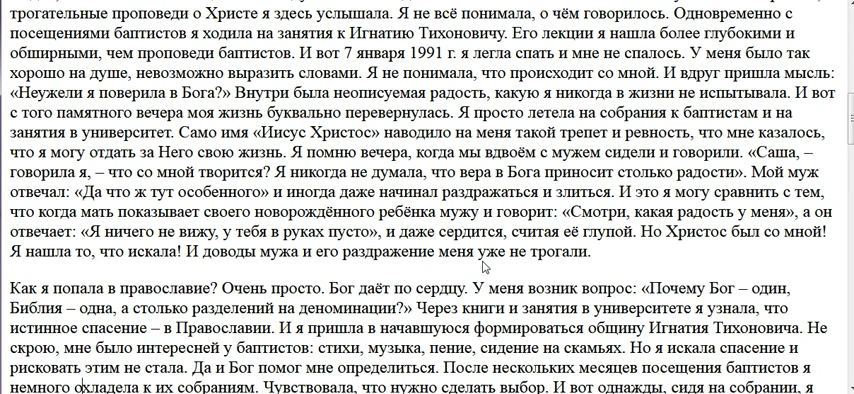 трогательные проповеди о Христе я здесь услышала. Я не всё понимала, о чём говорилось. Одновременно с
посещениями баптистов я ходила на занятия к Игнатию Тихоновичу. Его лекции я нашла более глубокими и
обширными, чем проповеди баптистов. И вот 7 января 1991 г. я легла спать и мне не спалось. У меня было так
хорошо на душе, невозможно выразить словами. Я не понимала, что происходит со мной. И вдруг пришла мысль:
«Неужели я поверила в Бога?» Внутри была неописуемая радость, какую я никогда в жизни не испытывала. И вот
с того памятного вечера моя жизнь буквально перевернулась. Я просто летела на собрания к баптистам и на
занятия в университет. Само имя «Иисус Христос» наводило на меня такой трепет и ревность, что мне казалось,
что я могу отдать за Него свою жизнь. Я помню вечера, когда мы вдвоём с мужем сидели и говорили. «Саша, –
говорила я, – что со мной творится? Я никогда не думала, что вера в Бога приносит столько радости». Мой муж
отвечал: «Да что ж тут особенного» и иногда даже начинал раздражаться и злиться. И это я могу сравнить с тем,
что когда мать показывает своего новорождённого ребёнка мужу и говорит: «Смотри, какая радость у меня», а он
отвечает: «Я ничего не вижу, у тебя в руках пусто», и даже сердится, считая её глупой. Но Христос был со мной!
Я нашла то, что искала! И доводы мужа и его раздражение меня уже не трогали.
Как я попала в православие? Очень просто. Бог даёт по сердцу. У меня возник вопрос: «Почему Бог – один,
Библия – одна, а столько разделений на деноминации?» Через книги и занятия в университете я узнала, что
истинное спасение – в Православии. И я пришла в начавшуюся формироваться общину Игнатия Тихоновича. Не
скрою, мне было интересней у баптистов: стихи, музыка, пение, сидение на скамьях. Но я искала спасение и
рисковать этим не стала. Да и Бог помог мне определиться. После нескольких месяцев посещения баптистов я
немного охладела к их собраниям. Чувствовала, что нужно сделать выбор. И вот однажды, сидя на собрании, я